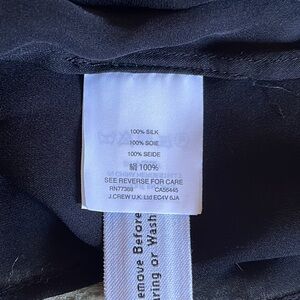 100% SILK
100% SOIE
100% SEIDE
絹 100%
SEE REVERSE FOR CARE
RN77388 CA56445
J.CREW U.K. Ltd EC4V 6JA
emove Before
aring or Wash